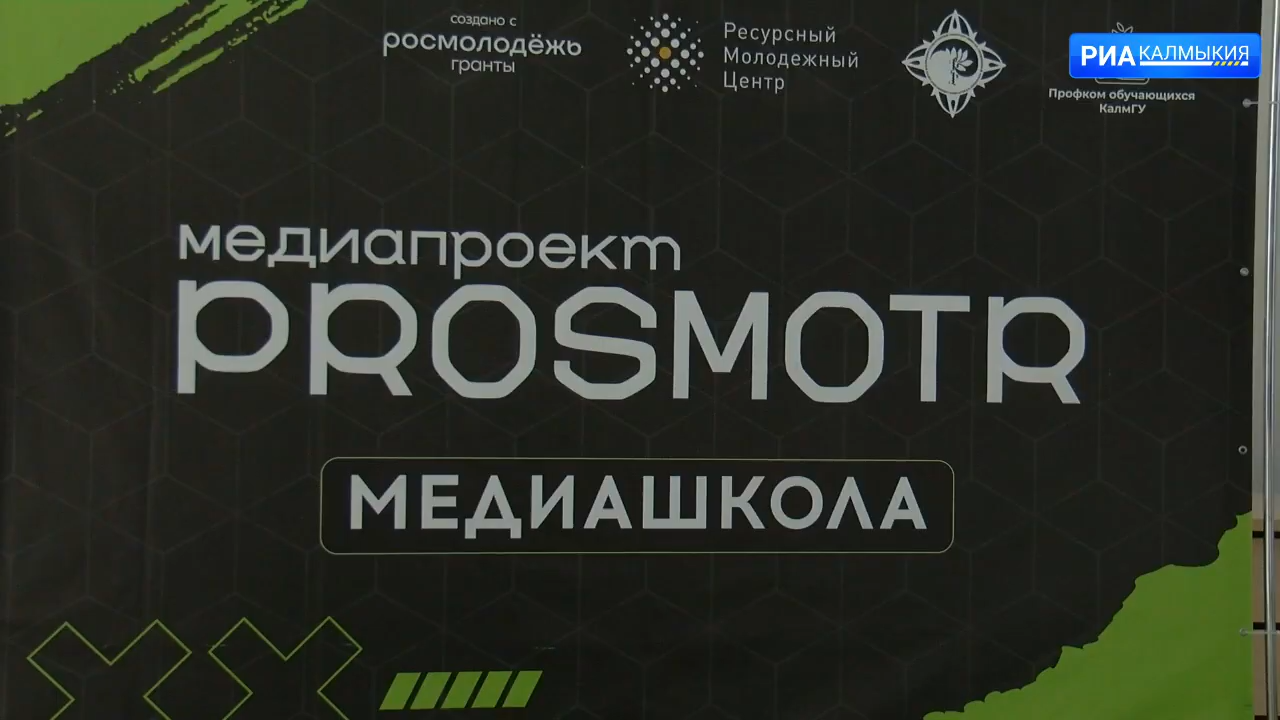 создано с
росмолодёжь
гранты
Ресурсный
Молодежный
Центр
РИА КАЛМЫКИЯ
Профком обучающихся
КалмГУ
медиапроект
PROSMOTR
МЕДИАШКОЛА